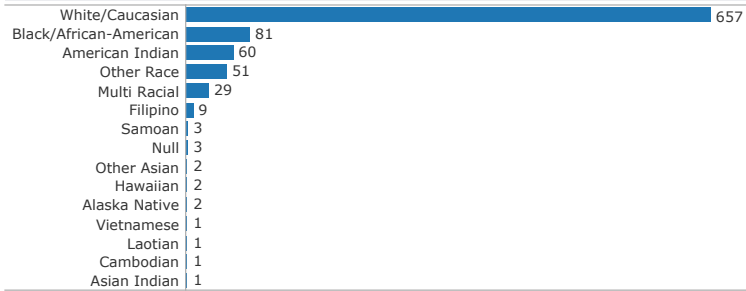 White/Caucasian 657
Black/African-American 81
American Indian 60
Other Race 51
Multi Racial 29
Filipino 9
Samoan 3
Null 3
Other Asian 2
Hawaiian 2
Alaska Native 2
Vietnamese 1
Laotian 1
Cambodian 1
Asian Indian 1